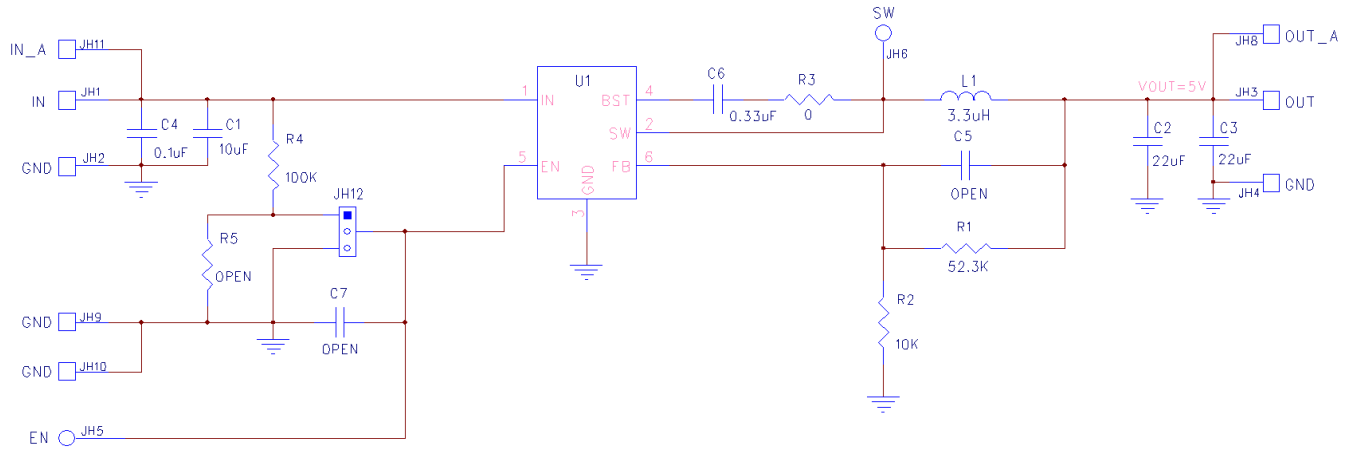 SW
IN_A
JH11
JH6
JH8
OUT_A
U1
C6
R3
L1
VOUT=5V
IN
JH1
1
IN
BST
4
0.33uF
0
3.3uH
JH3
OUT
C4
C1
SW
2
C5
C2
C3
0.1uF
10uF
R4
GND
JH2
5
EN
FB
6
22uF
22uF
100K
GND
OPEN
JH4
GND
JH12
3
R1
R5
52.3K
OPEN
C7
R2
GND
JH9
OPEN
10K
GND
JH10
EN
JH5